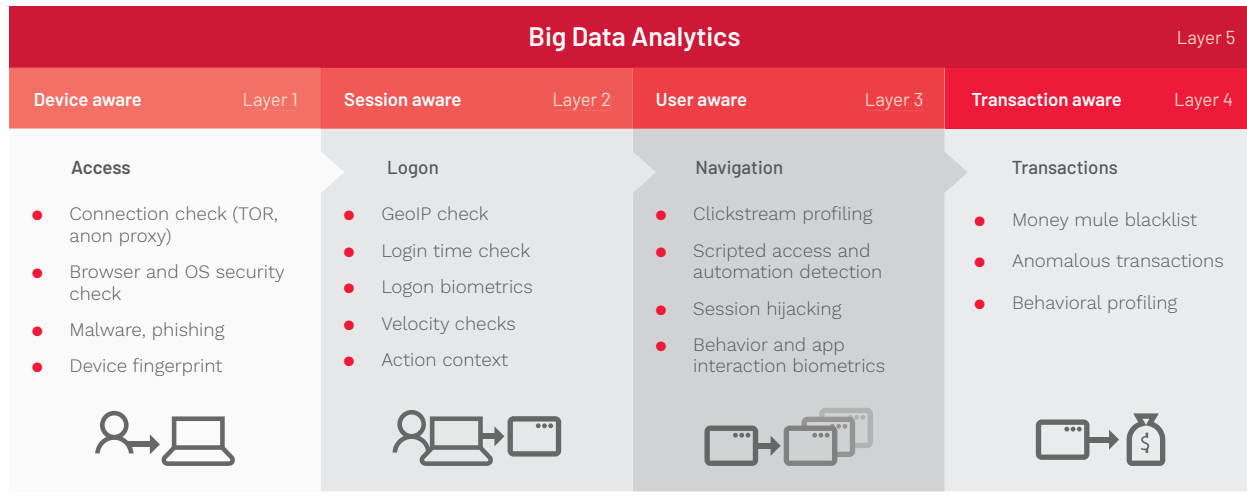 Big Data Analytics
Layer 5
Device aware
Layer 1
Session aware
Layer 2
User aware
Layer 3
Transaction aware
Layer 4
Access
Connection check (TOR,
anon proxy)
Browser and OS security
check
Malware, phishing
Device fingerprint
Logon
GeoIP check
Login time check
Logon biometrics
Velocity checks
Action context
Navigation
Clickstream profiling
Scripted access and
automation detection
Session hijacking
Behavior and app
interaction biometrics
Transactions
Money mule blacklist
Anomalous transactions
Behavioral profiling
$